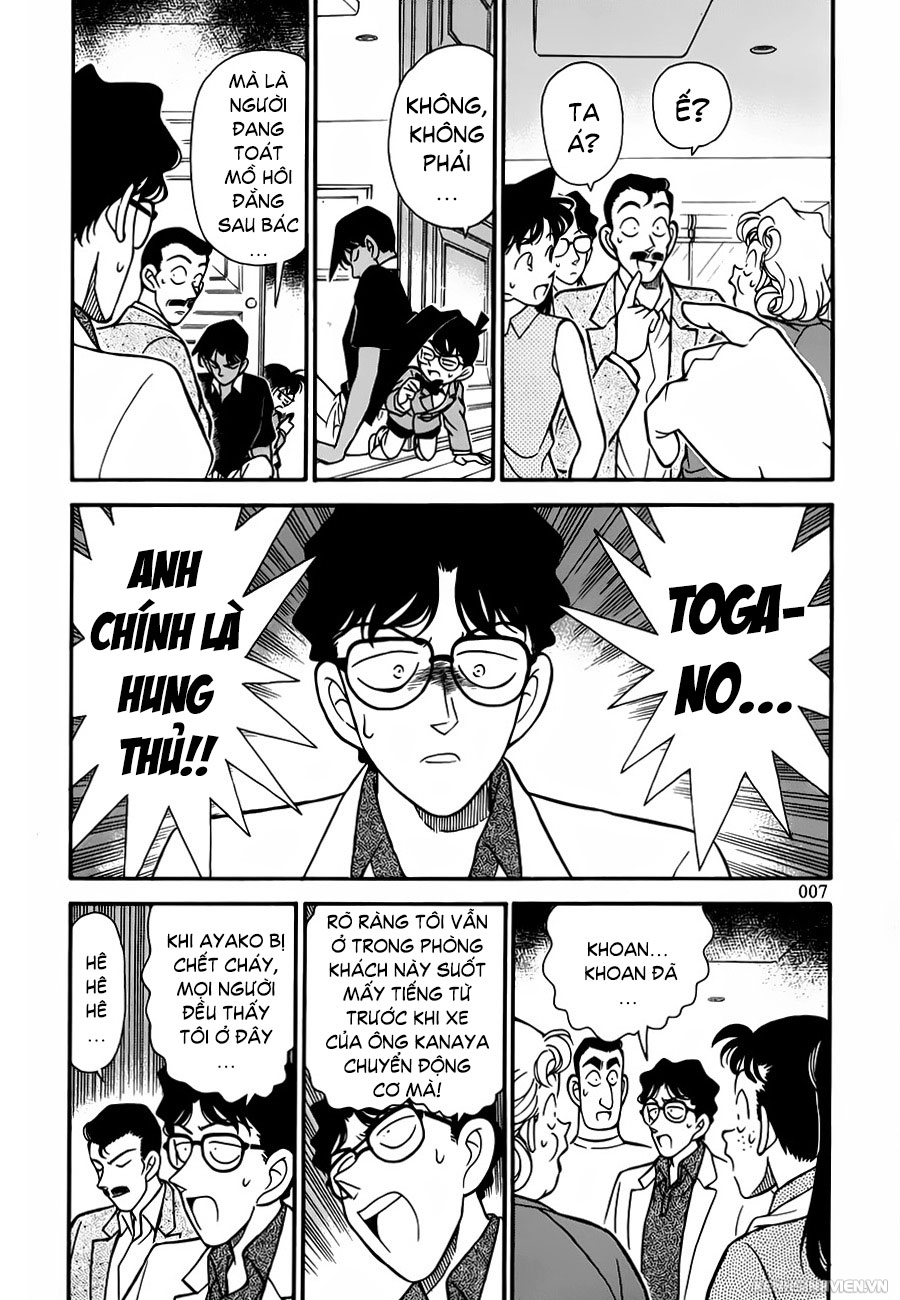 Ế?
TA
Á?
KHÔNG,
KHÔNG
PHẢI
...
MÀ LÀ
NGƯỜI
ĐANG
TOÁT
MỒ HÔI
ĐẰNG
SAU BÁC
...
TOGA-
NO...
ANH
CHÍNH LÀ
HUNG
THỦ!!
007
KHOAN...
KHOAN ĐÃ
...
RÕ RÀNG TÔI VẪN
Ở TRONG PHÒNG
KHÁCH NÀY SUỐT
MẤY TIẾNG TỪ
TRƯỚC KHI XE
CỦA ÔNG KANAYA
CHUYỂN ĐỘNG
CƠ MÀ!
KHI AYAKO BỊ
CHẾT CHÁY,
MỌI NGƯỜI
ĐỀU THẤY
TÔI Ở ĐÂY
...
HÊ
HÊ
HÊ
...